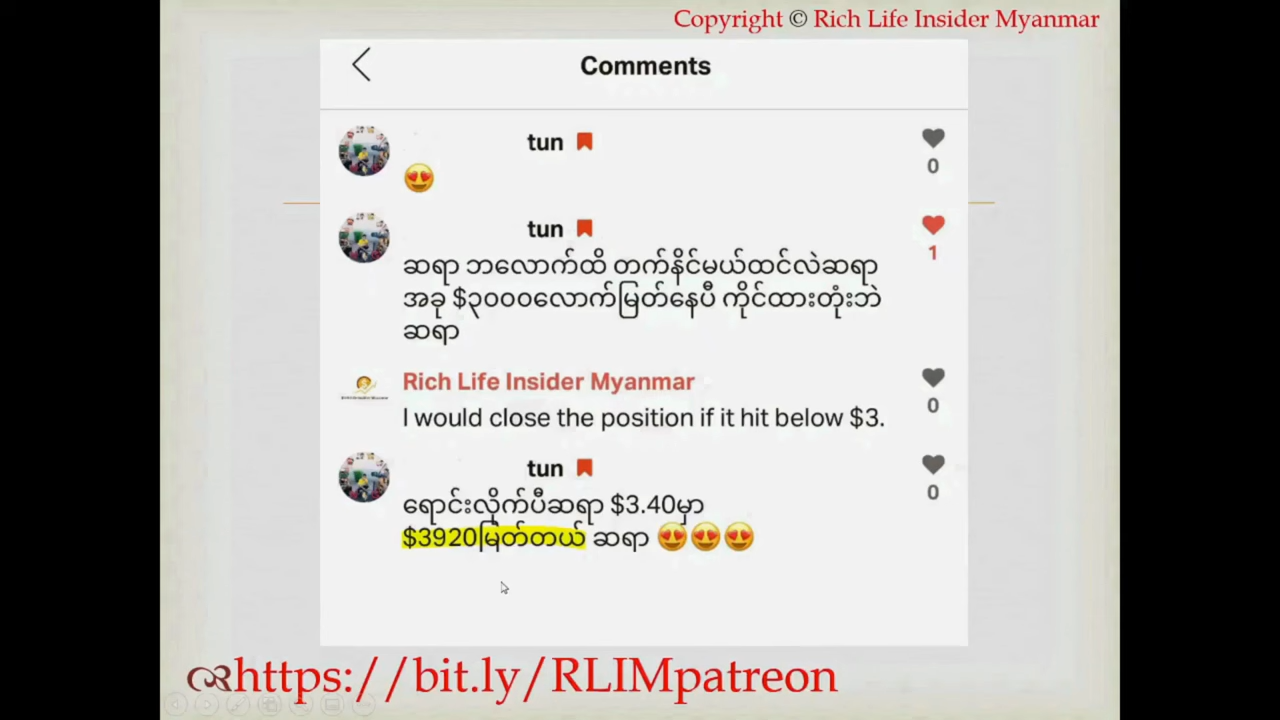 Copyright © Rich Life Insider Myanmar
Comments
tun
0
tun
ဆရာ ဘလောက်ထိ တက်နိုင်မယ်ထင်လဲဆရာ
အခု $၃၀၀၀လောက်မြတ်နေပီ ကိုင်ထားတုံးဘဲ
ဆရာ
1
Rich Life Insider Myanmar
I would close the position if it hit below $3.
0
tun
ရောင်းလိုက်ပီဆရာ $3.40မှာ
$3920မြတ်တယ် ဆရာ
0
https://bit.ly/RLIMpatreon